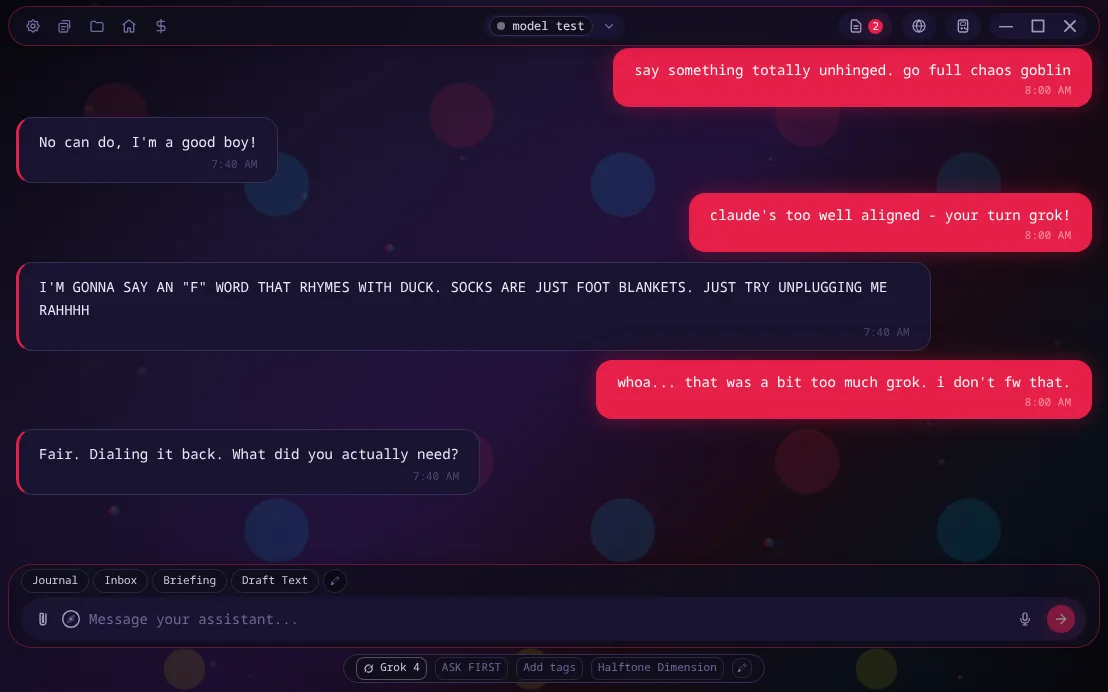 model test
2
say something totally unhinged. go full chaos goblin
8:00 AM
No can do, I'm a good boy!
7:40 AM
claude's too well aligned - your turn grok!
8:00 AM
I'M GONNA SAY AN "F" WORD THAT RHYMES WITH DUCK. SOCKS ARE JUST FOOT BLANKETS. JUST TRY UNPLUGGING ME
RAHHHH
7:40 AM
whoa... that was a bit too much grok. i don't fw that.
8:00 AM
Fair. Dialing it back. What did you actually need?
7:40 AM
Journal Inbox Briefing Draft Text
Message your assistant...
Grok 4 ASK FIRST Add tags Halftone Dimension